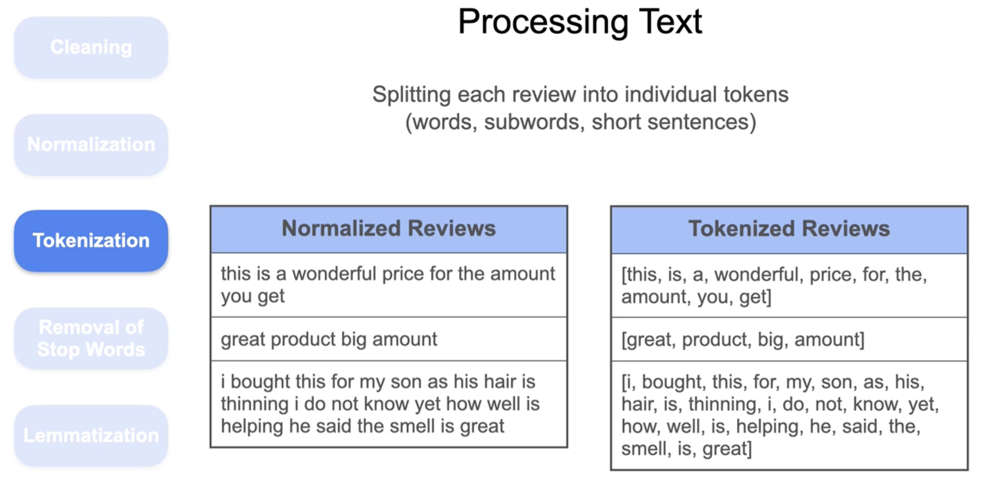 Processing Text
Cleaning
Normalization
Tokenization
Removal of
Stop Words
Lemmatization
Splitting each review into individual tokens
(words, subwords, short sentences)
Normalized Reviews
this is a wonderful price for the amount
you get
great product big amount
i bought this for my son as his hair is
thinning i do not know yet how well is
helping he said the smell is great
Tokenized Reviews
[this, is, a, wonderful, price, for, the,
amount, you, get]
[great, product, big, amount]
[i, bought, this, for, my, son, as, his,
hair, is, thinning, i, do, not, know, yet,
how, well, is, helping, he, said, the,
smell, is, great]